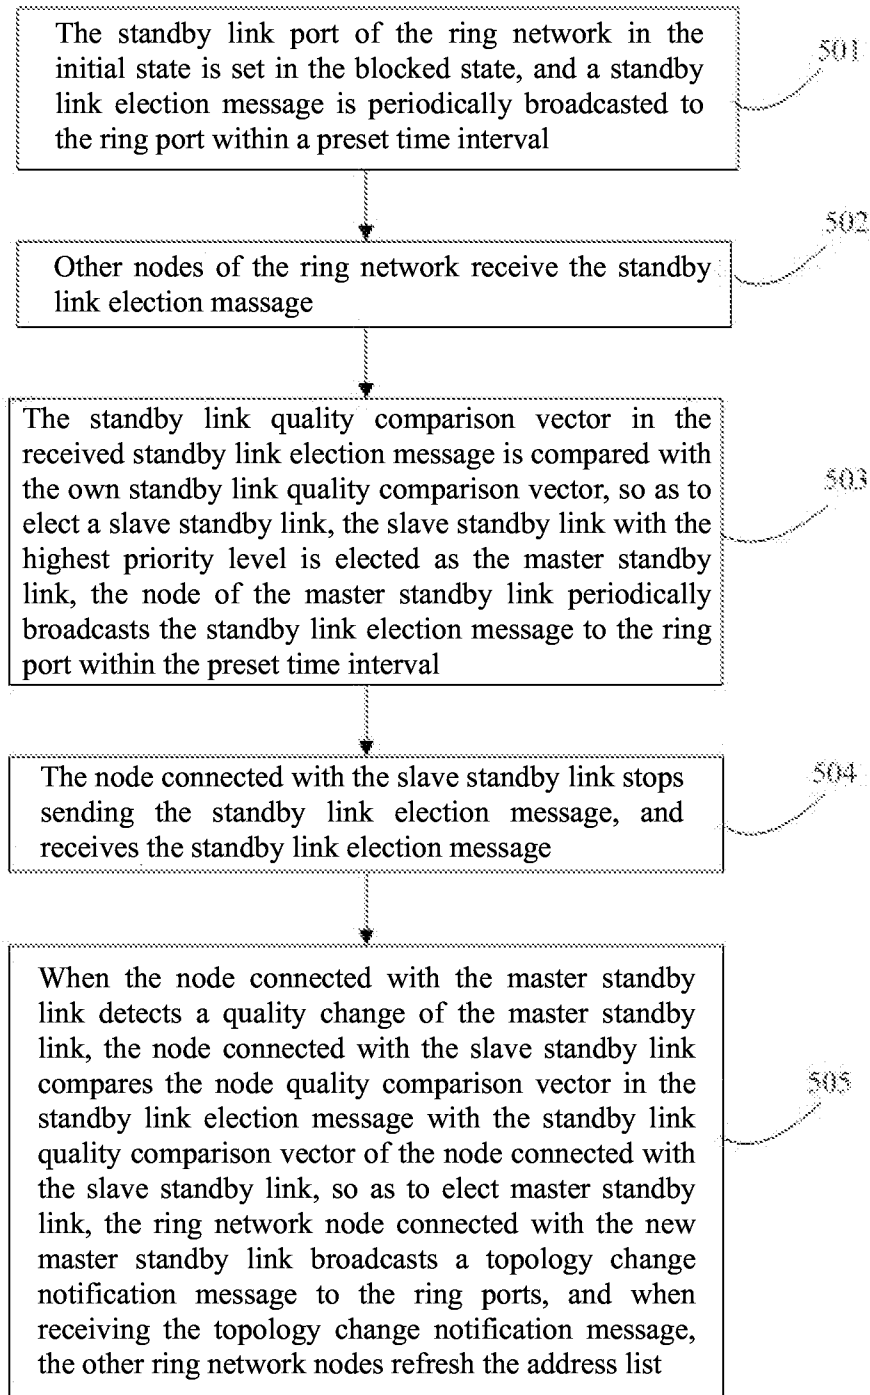 The standby link port of the ring network in the
initial state is set in the blocked state, and a standby
link election message is periodically broadcasted to
the ring port within a preset time interval
501
502
Other nodes of the ring network receive the standby
link election massage
The standby link quality comparison vector in the
received standby link election message is compared with
the own standby link quality comparison vector, so as to
elect a slave standby link, the slave standby link with the
highest priority level is elected as the master standby
link, the node of the master standby link periodically
broadcasts the standby link election message to the ring
port within the preset time interval
503
The node connected with the slave standby link stops
sending the standby link election message, and
receives the standby link election message
504
When the node connected with the master standby
link detects a quality change of the master standby
link, the node connected with the slave standby link
compares the node quality comparison vector in the
standby link election message with the standby link
quality comparison vector of the node connected with
the slave standby link, so as to elect master standby
link, the ring network node connected with the new
master standby link broadcasts a topology change
notification message to the ring ports, and when
receiving the topology change notification message,
the other ring network nodes refresh the address list
505